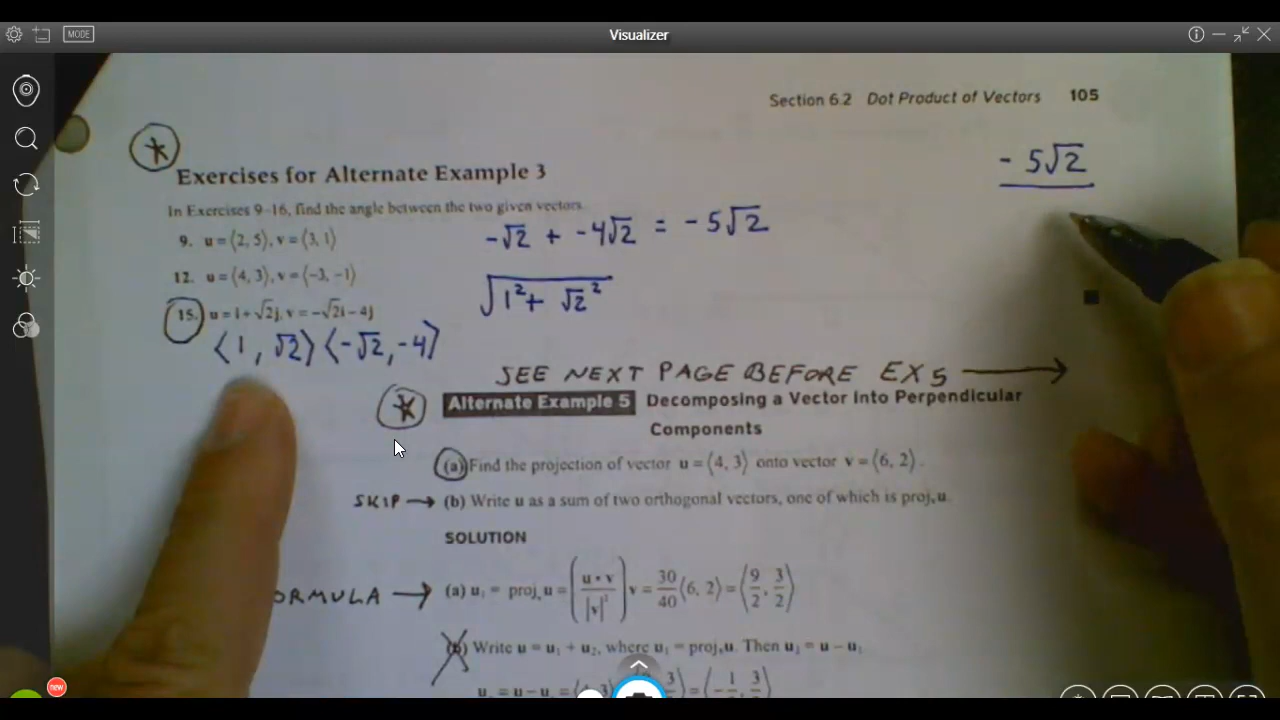 MODE
Visualizer
Section 6.2 Dot Product of Vectors 105
- 5√2
Exercises for Alternate Example 3
In Exercises 9–16, find the angle between the two given vectors.
9. u = ⟨2, 5⟩, v = ⟨3, 1⟩
-√2 + -4√2 = -5√2
12. u = ⟨4, 3⟩, v = ⟨-3, -1⟩
√1² + √2²
15. u = i + √2j, v = -√2i - 4j
⟨1, √2⟩ ⟨-√2, -4⟩
SEE NEXT PAGE BEFORE EX 5 →
Alternate Example 5 Decomposing a Vector Into Perpendicular
Components
(a) Find the projection of vector u = ⟨4, 3⟩ onto vector v = ⟨6, 2⟩.
SKIP → (b) Write u as a sum of two orthogonal vectors, one of which is projᵥu.
SOLUTION
ORMULA → (a) u₁ = projᵥu = (u • v / |v|²) v = 30/40 ⟨6, 2⟩ = ⟨9/2, 3/2⟩
(b) Write u = u₁ + u₂, where u₁ = projᵥu. Then u₂ = u - u₁
new